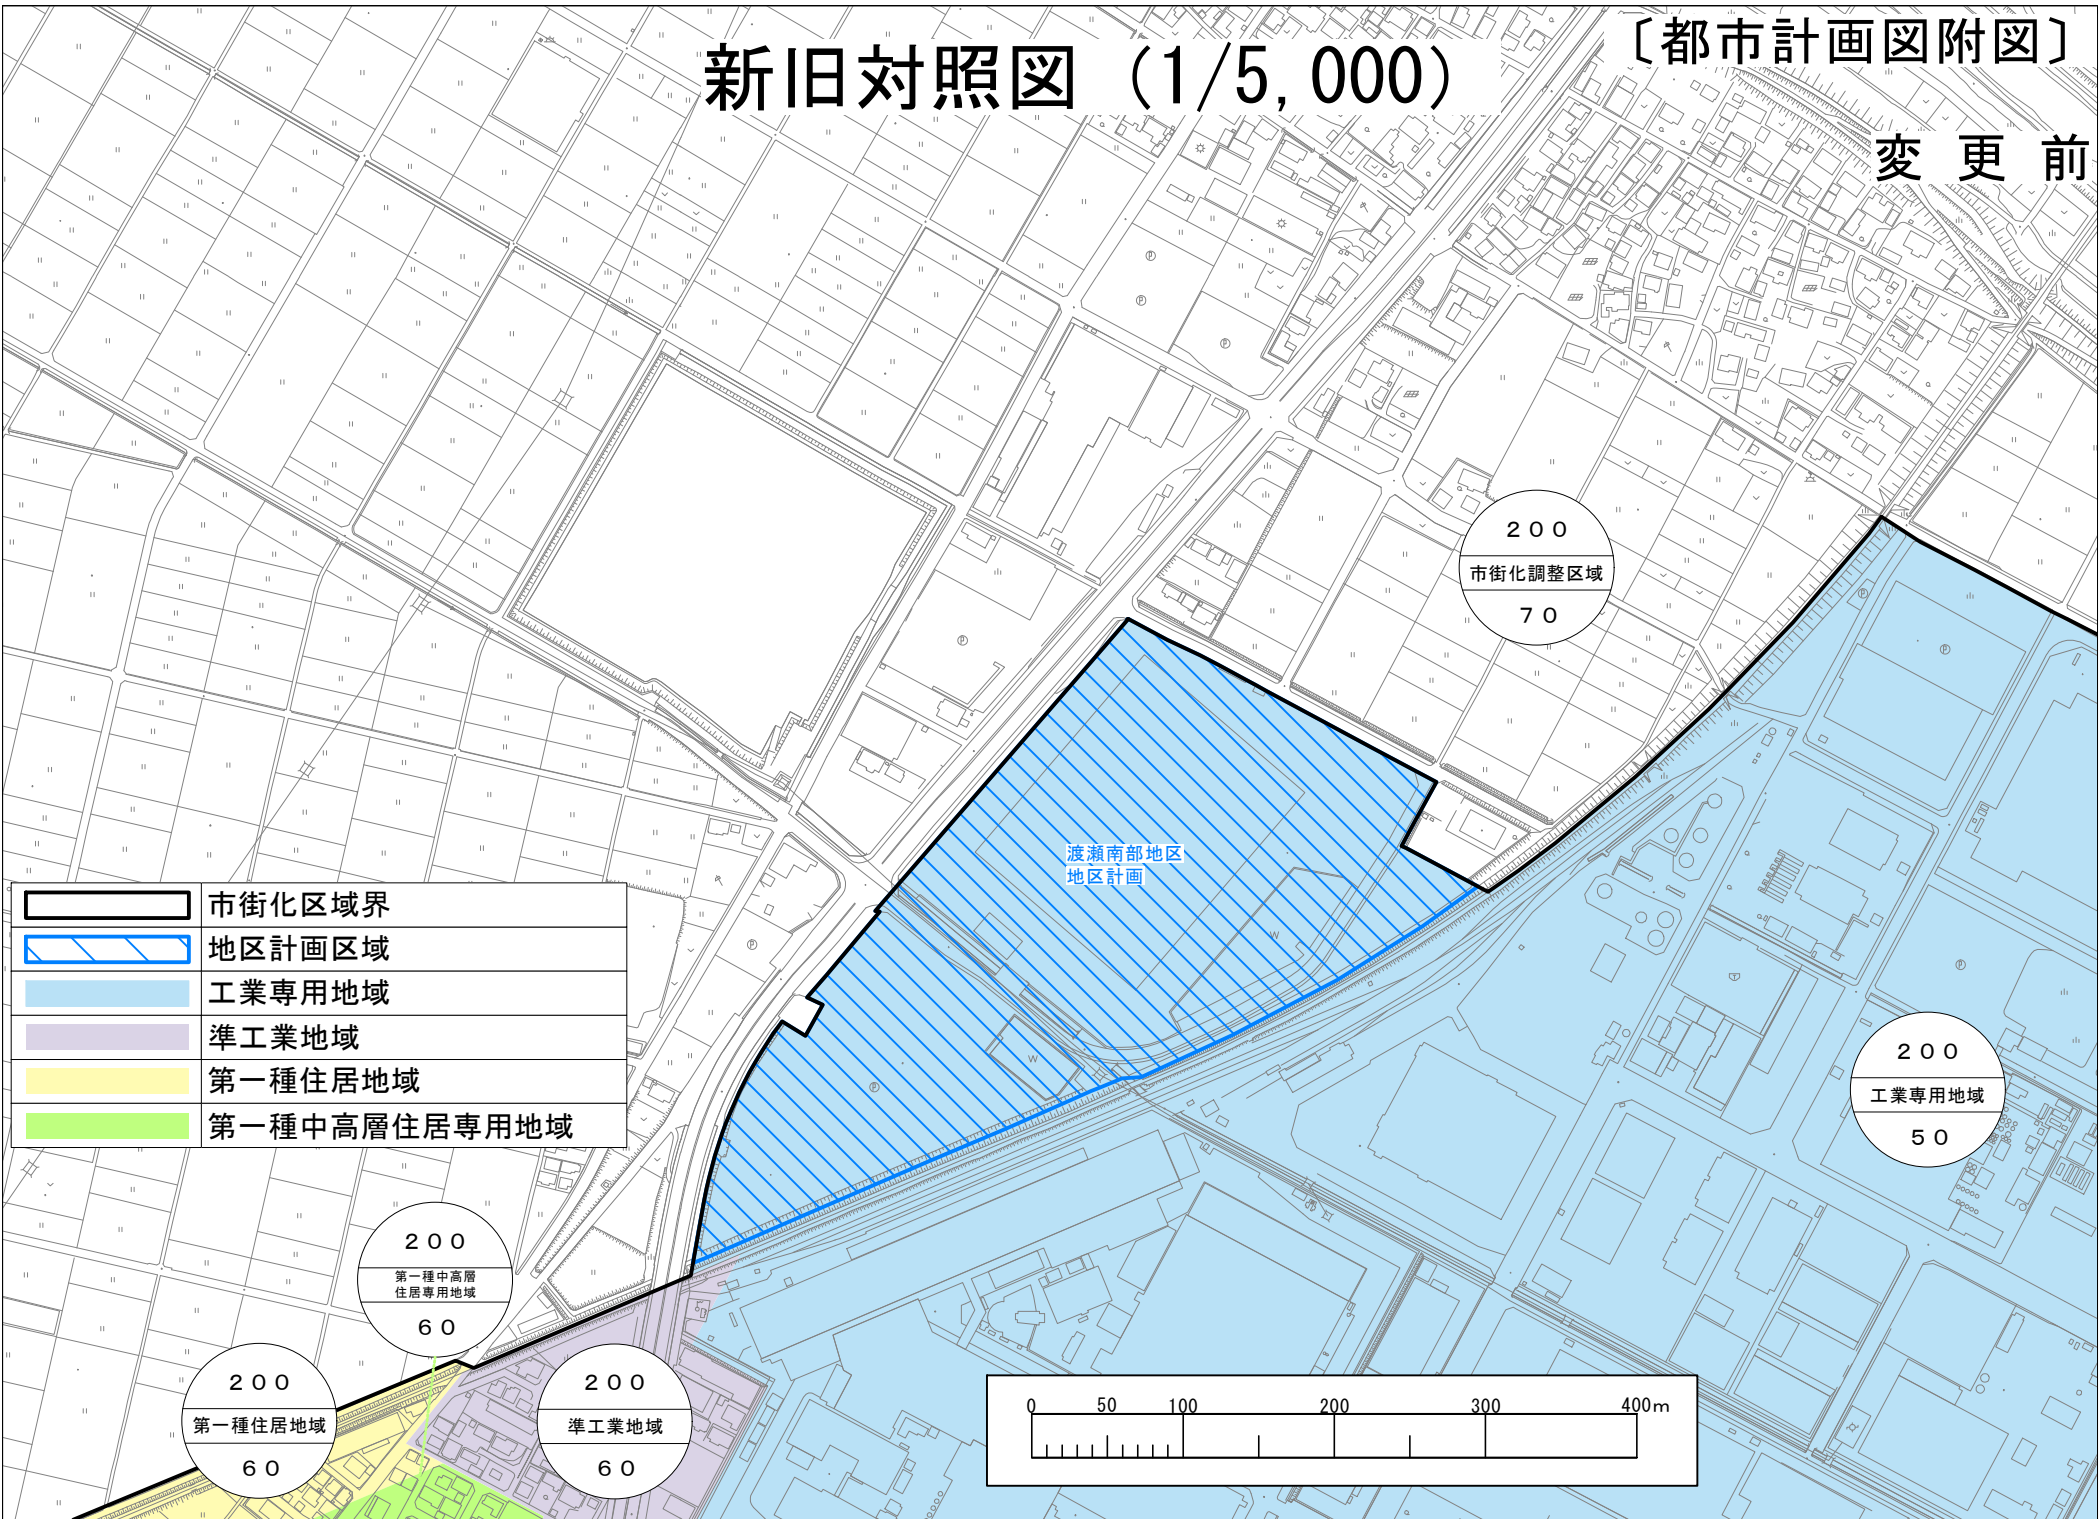 〔都市計画図附図〕
新旧対照図（1/5,000）
変更前
２００
市街化調整区域
７０
渡瀬南部地区
地区計画
市街化区域界
地区計画区域
工業専用地域
準工業地域
第一種住居地域
第一種中高層住居専用地域
２００
工業専用地域
５０
２００
第一種中高層
住居専用地域
６０
２００
第一種住居地域
６０
２００
準工業地域
６０
0 50 100 200 300 400m